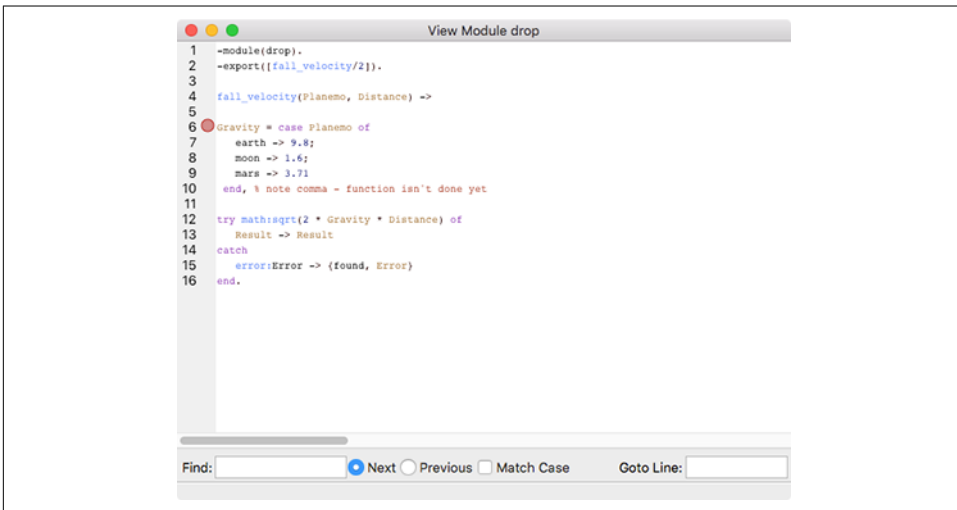 View Module drop
1 -module(drop).
2 -export([fall_velocity/2]).
3
4 fall_velocity(Planemo, Distance) ->
5
6 Gravity = case Planemo of
7 earth -> 9.8;
8 moon -> 1.6;
9 mars -> 3.71
10 end, % note comma - function isn't done yet
11
12 try math:sqrt(2 * Gravity * Distance) of
13 Result -> Result
14 catch
15 error:Error -> {found, Error}
16 end.
Find: Next Previous Match Case Goto Line: